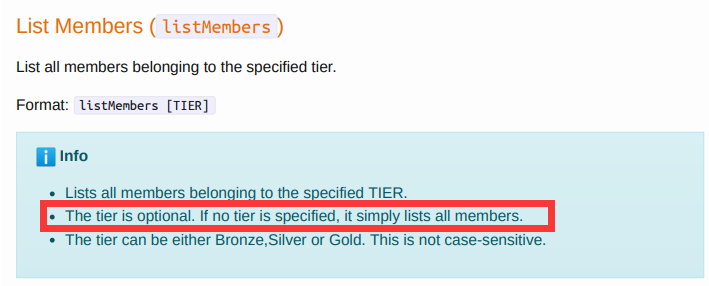 List Members (listMembers)
List all members belonging to the specified tier.
Format: listMembers [TIER]
i Info
Lists all members belonging to the specified TIER.
The tier is optional. If no tier is specified, it simply lists all members.
The tier can be either Bronze,Silver or Gold. This is not case-sensitive.